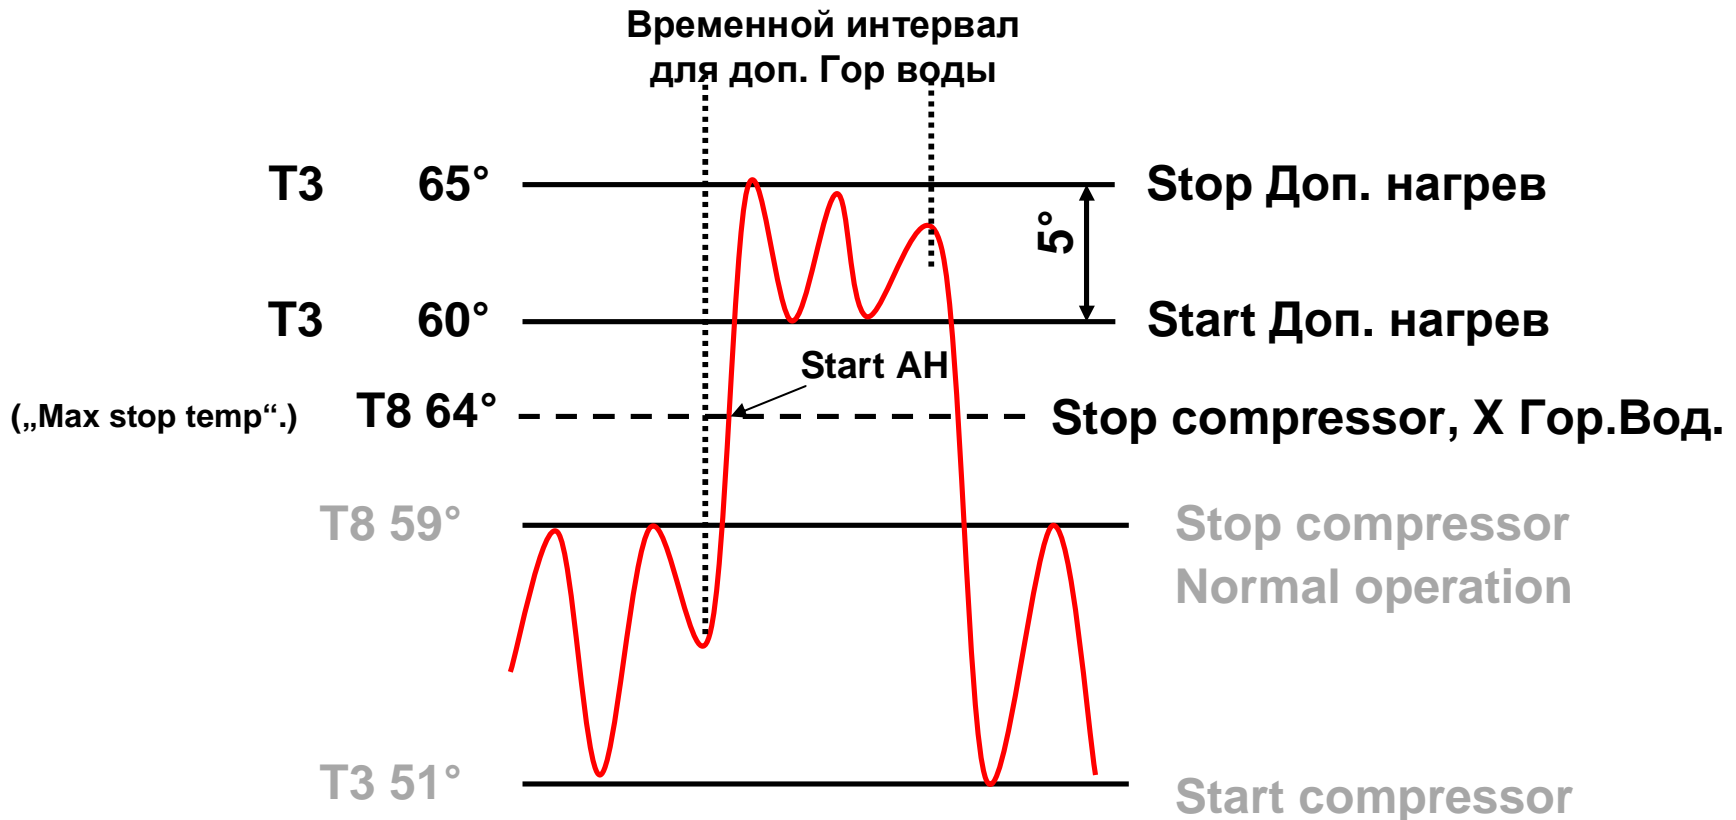 Временной интервал
для доп. Гор воды
T3 65° Stop Доп. нагрев
5°
T3 60° Start Доп. нагрев
Start AH
(„Max stop temp“.) T8 64° Stop compressor, X Гор.Вод.
T8 59° Stop compressor
Normal operation
T3 51° Start compressor